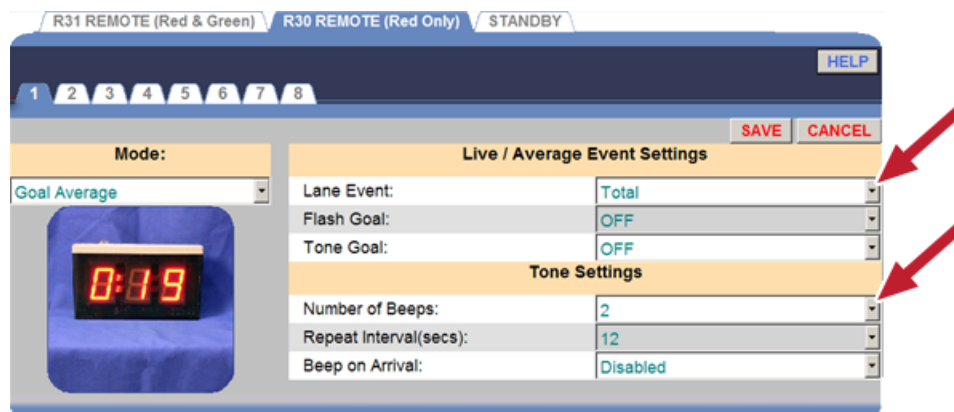 R31 REMOTE (Red & Green) R30 REMOTE (Red Only) STANDBY
HELP
1 2 3 4 5 6 7 8
SAVE CANCEL
Mode: Live / Average Event Settings
Goal Average Lane Event: Total
Flash Goal: OFF
Tone Goal: OFF
0:19 Tone Settings
Number of Beeps: 2
Repeat Interval(secs): 12
Beep on Arrival: Disabled